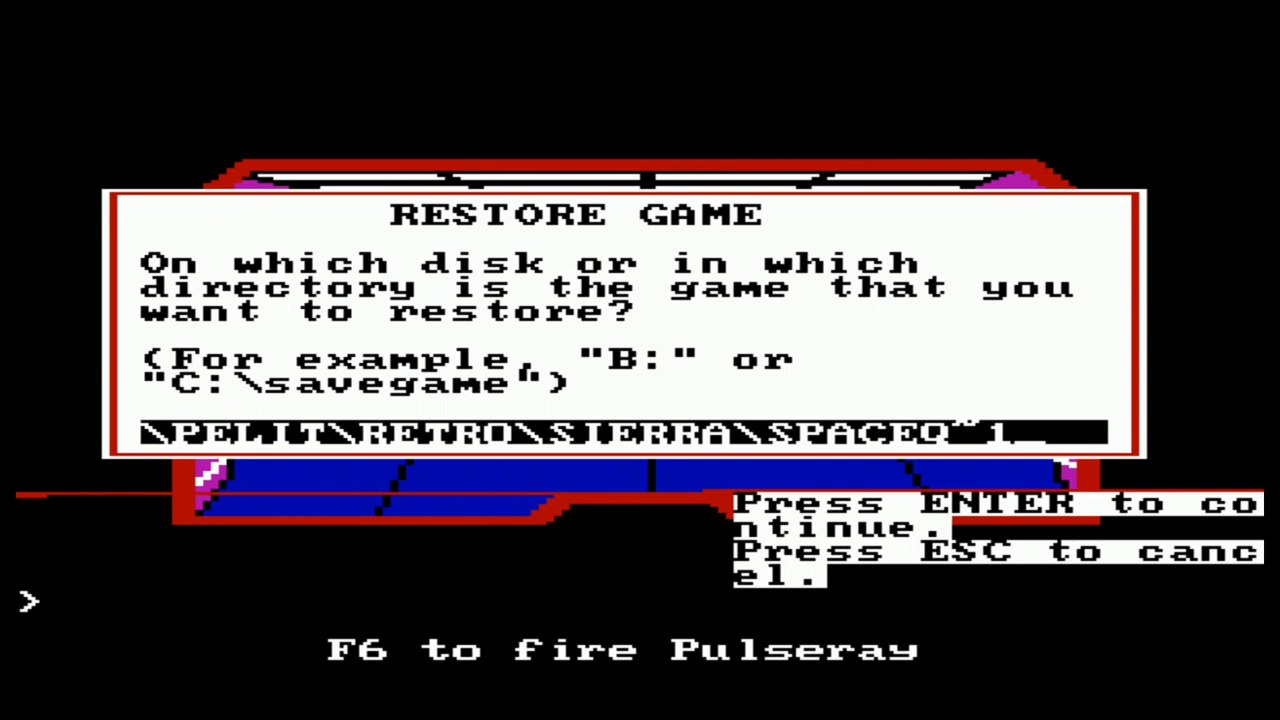 RESTORE GAME
On which disk or in which
directory is the game that you
want to restore?
(For example, "B:" or
"C:\savegame")
\PELIT\RETRO\SIERRA\SPACEQ~1_
Press ENTER to co
ntinue.
Press ESC to canc
el.
>
F6 to fire Pulseray